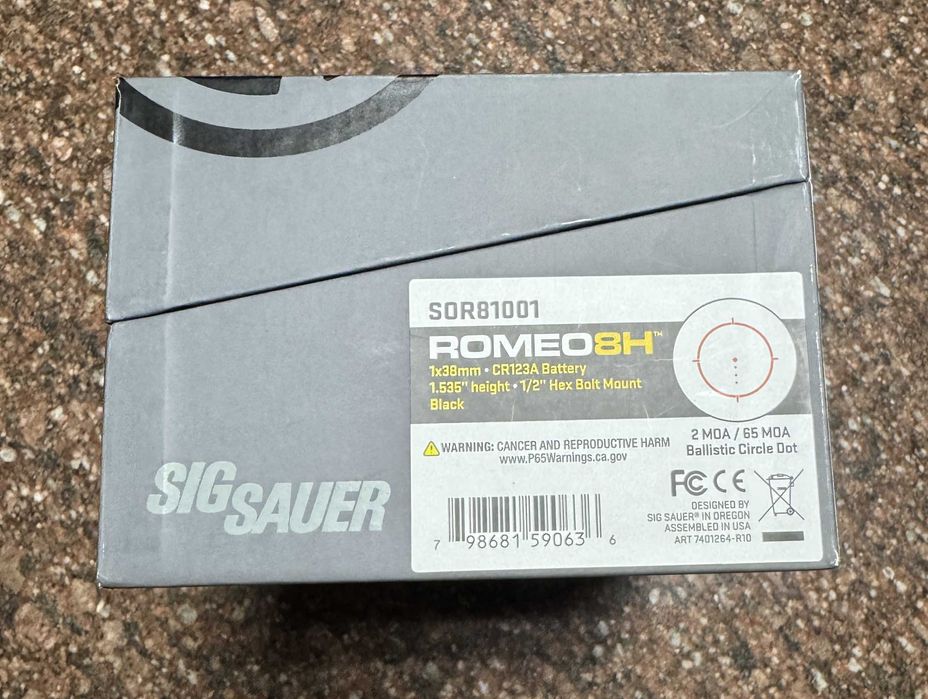 SOR81001
ROMEO8H™
1x38mm • CR123A Battery
1.535" height • 1/2" Hex Bolt Mount
Black
2 MOA / 65 MOA
Ballistic Circle Dot
WARNING: CANCER AND REPRODUCTIVE HARM
www.P65Warnings.ca.gov
FC CE
DESIGNED BY
SIG SAUER® IN OREGON
ASSEMBLED IN USA
ART 7401264-R10
7 98681 59063 6
SIG SAUER